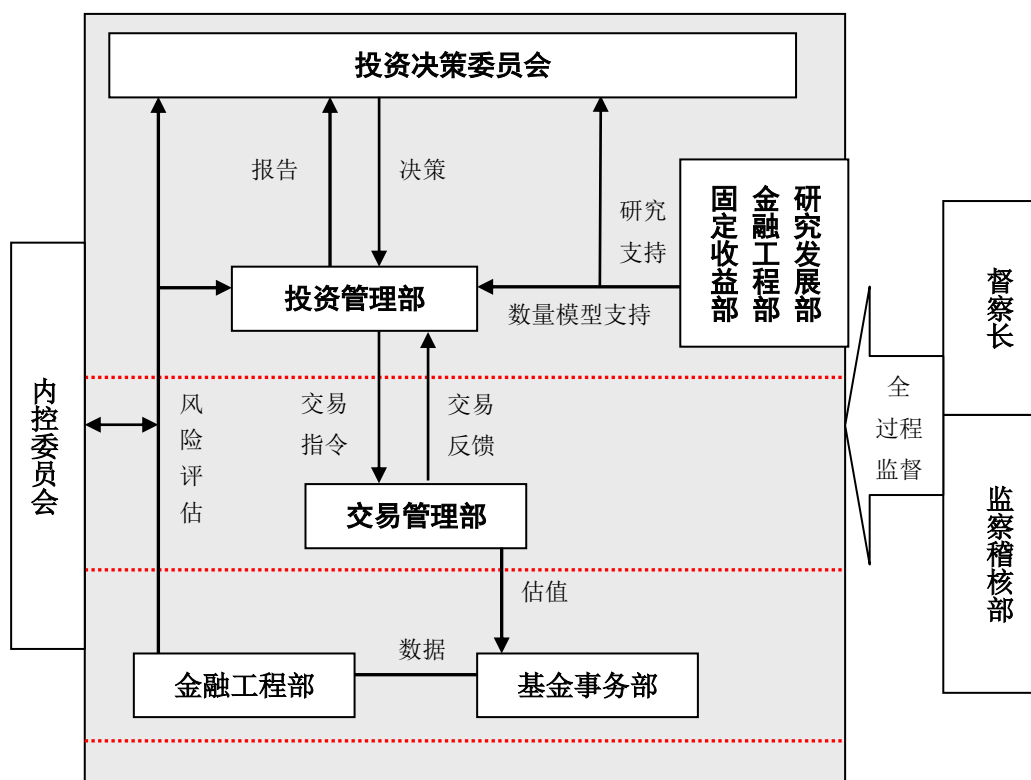 投资决策委员会
报告
决策
研究
支持
固定收益部
金融工程部
研究发展部
投资管理部
数量模型支持
督察长
内控委员会
风险评估
交易
指令
交易
反馈
全
过程
监督
交易管理部
监察稽核部
估值
数据
金融工程部
基金事务部